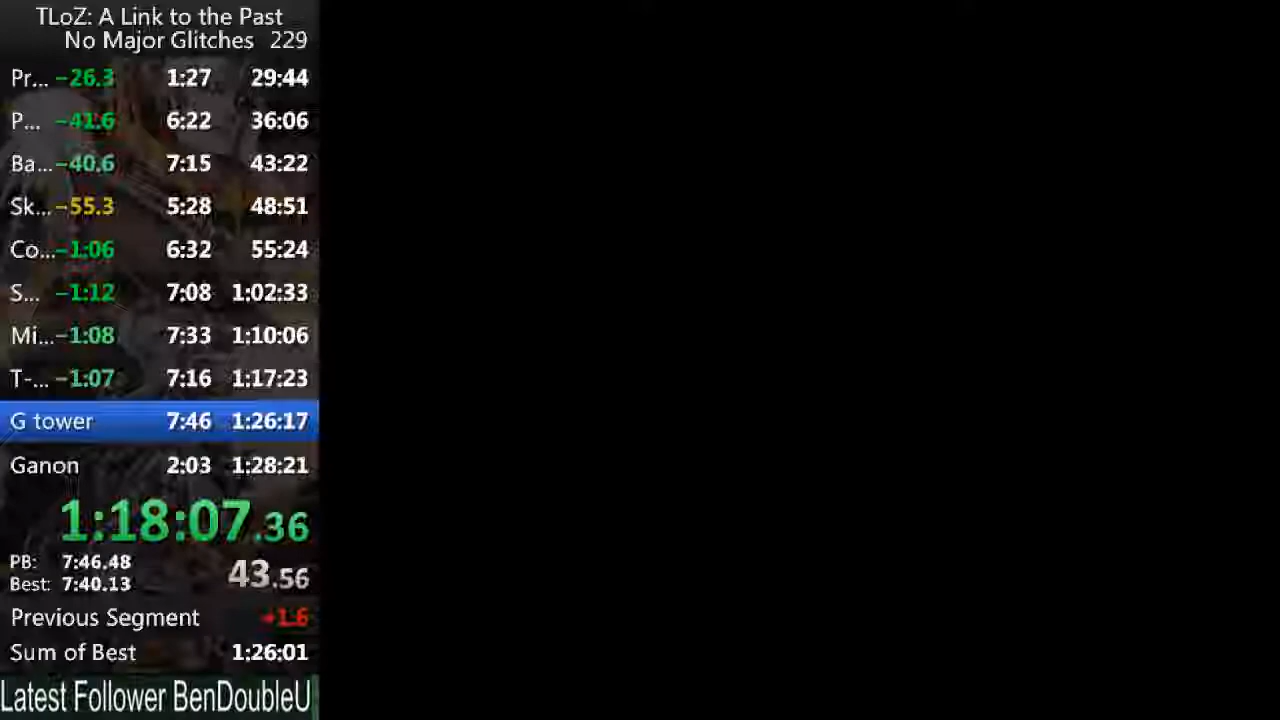 TLoZ: A Link to the Past
No Major Glitches 229
Pr... -26.3 1:27 29:44
P... -41.6 6:22 36:06
Ba... -40.6 7:15 43:22
Sk... -55.3 5:28 48:51
Co... -1:06 6:32 55:24
S... -1:12 7:08 1:02:33
Mi... -1:08 7:33 1:10:06
T-... -1:07 7:16 1:17:23
G tower 7:46 1:26:17
Ganon 2:03 1:28:21
1:18:07.36
PB: 7:46.48
Best: 7:40.13
43.56
Previous Segment +1.6
Sum of Best 1:26:01
Latest Follower BenDoubleU